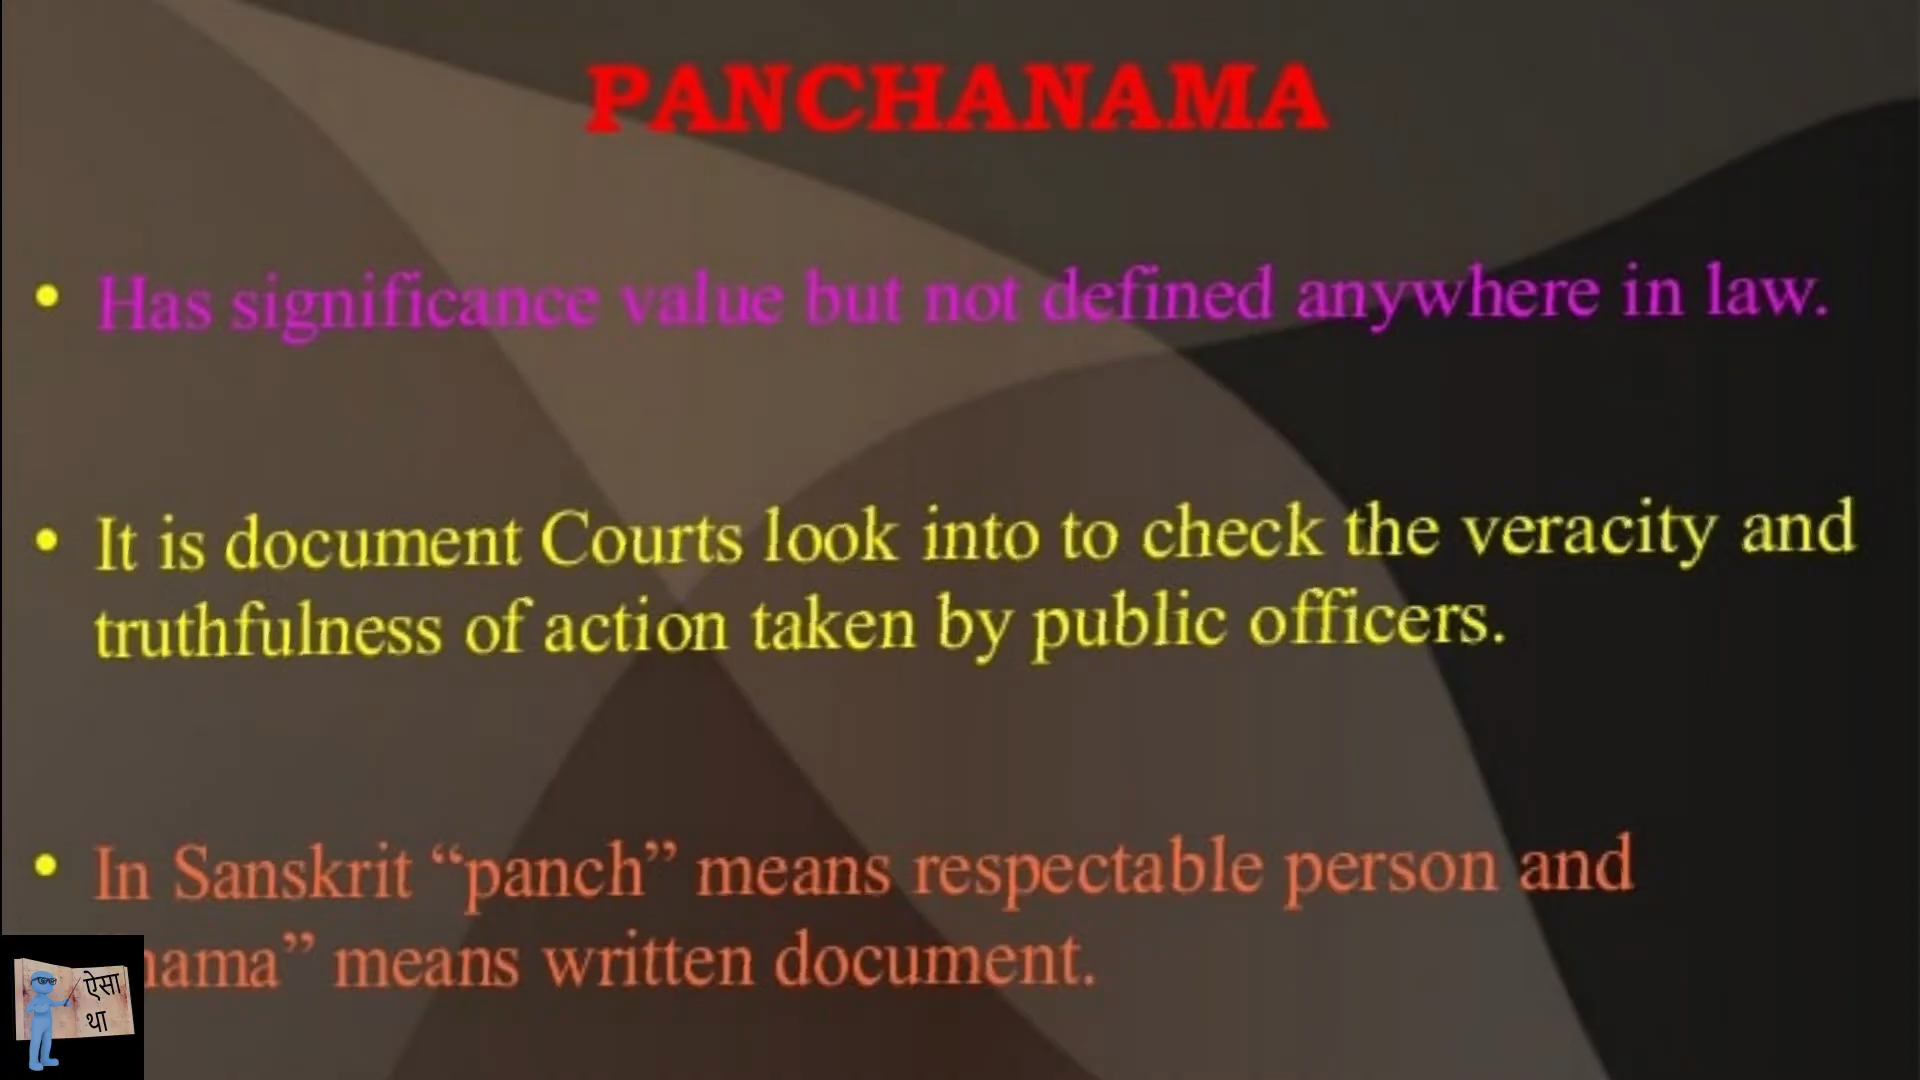 PANCHANAMA
• Has significance value but not defined anywhere in law.
• It is document Courts look into to check the veracity and
truthfulness of action taken by public officers.
• In Sanskrit “panch” means respectable person and
nama” means written document.
ऐसा
था